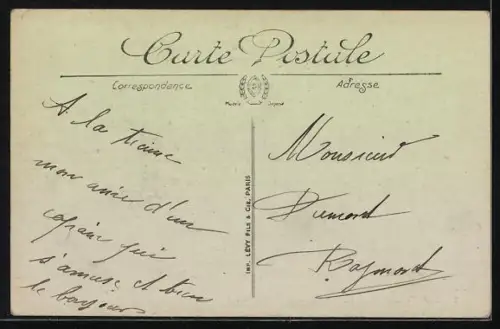 Carte Postale
Correspondance
Adresse
A la tienne
mon amie d'un
copain qui
s'amuse et bien
le bonjour
Monsieur
Dumont
Raymond
IMP. LÉVY FILS & Cie, PARIS